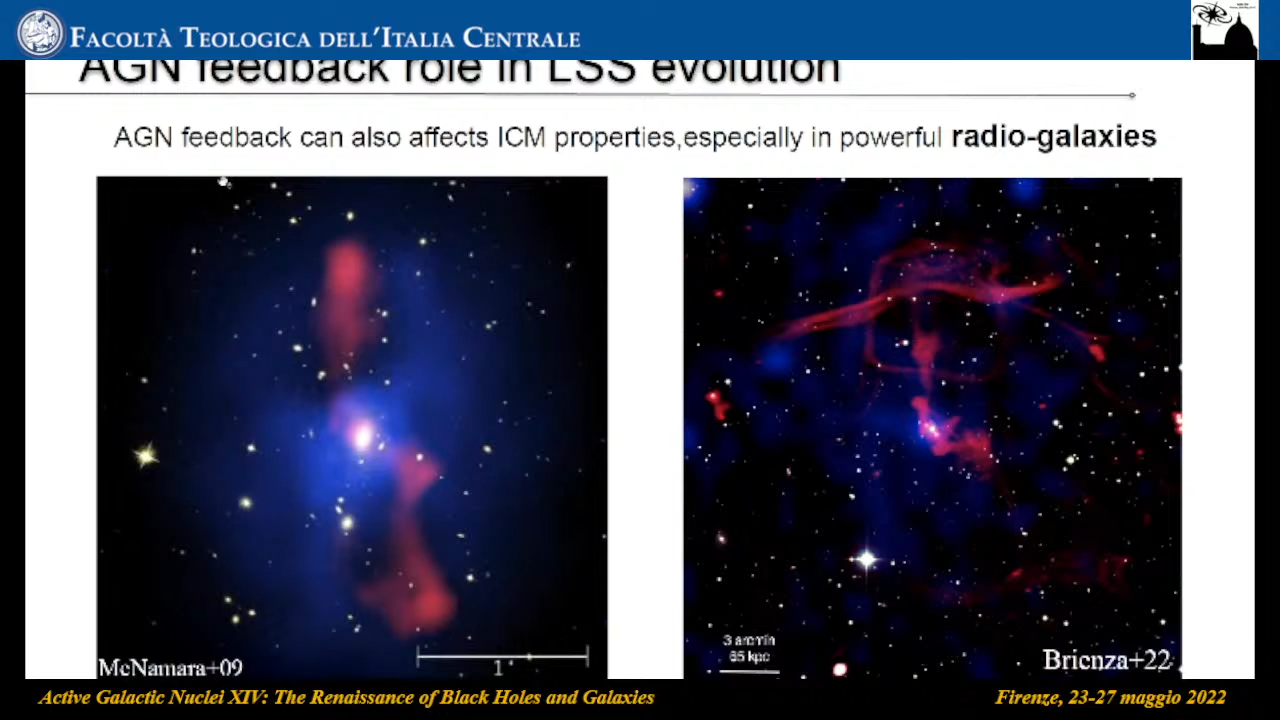 FACOLTÀ TEOLOGICA DELL'ITALIA CENTRALE
AGN feedback role in LSS evolution
AGN feedback can also affects ICM properties,especially in powerful radio-galaxies
McNamara+09
1'
3 arcmin
65 kpc
Brienza+22
Active Galactic Nuclei XIV: The Renaissance of Black Holes and Galaxies
Firenze, 23-27 maggio 2022